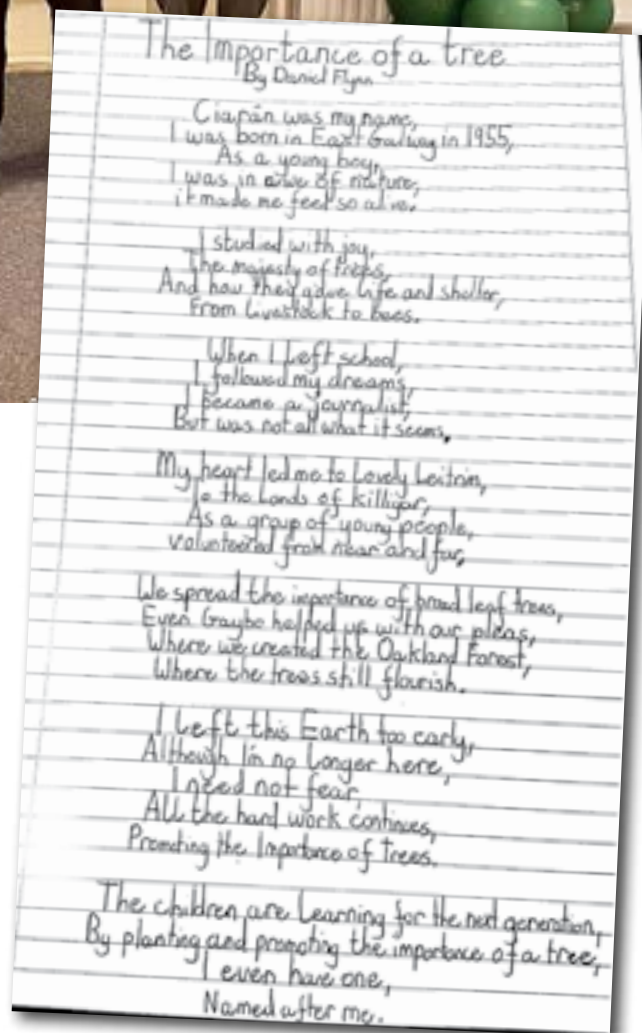 The Importance of a tree
By Daniel Flynn
Ciarán was my name,
I was born in East Galway in 1955,
As a young boy,
I was in awe of nature,
it made me feel so alive.
I studied with joy,
The majesty of trees,
And how they gave life and shelter,
From Livestock to bees.
When I Left school,
I followed my dreams,
I became a journalist,
But was not all what it seems.
My heart led me to Lovely Leitrim,
To the Lands of Killigar,
As a group of young people,
volunteered from near and far,
We spread the importance of broad leaf trees,
Even Gaybo helped us with our pleas,
Where we created the Oakland Forest,
Where the trees still flourish.
I Left this Earth too early,
Although I'm no Longer here,
I need not fear,
All the hard work continues,
Promoting the Importance of Trees.
The children are Learning for the next generation,
By planting and promoting the importance of a tree,
I even have one,
Named after me.